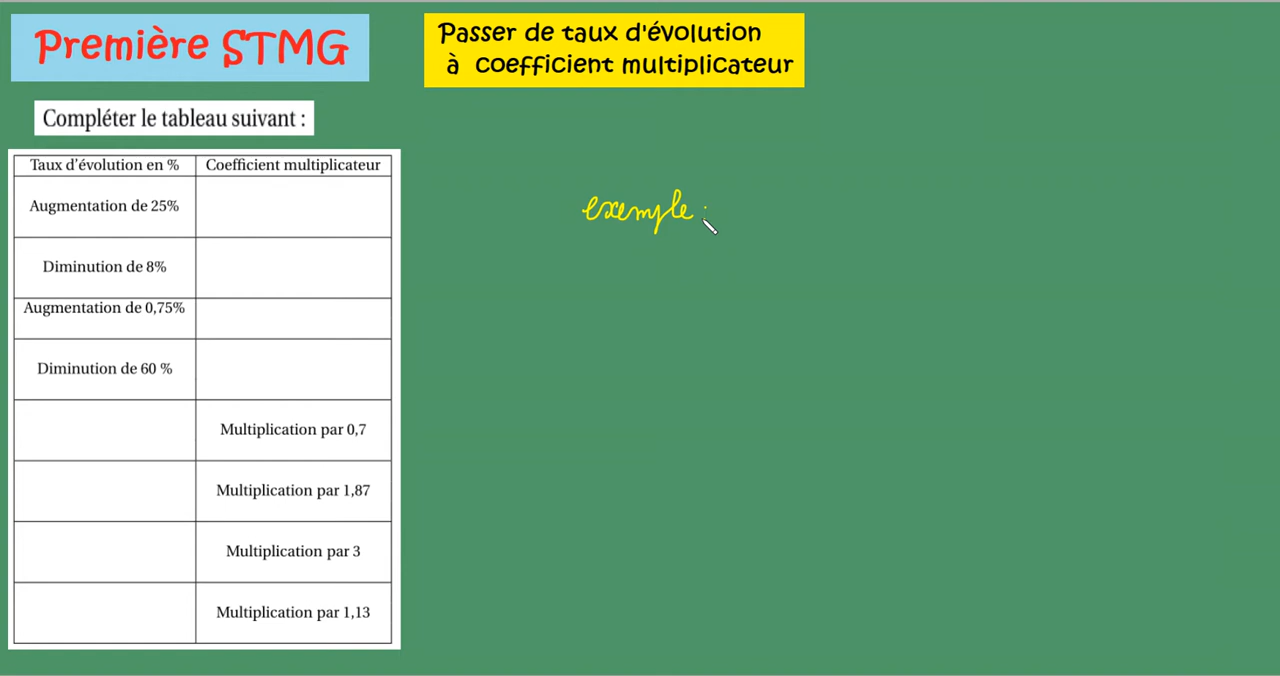 Première STMG
Passer de taux d'évolution
à coefficient multiplicateur
Compléter le tableau suivant :
Taux d'évolution en % Coefficient multiplicateur
Augmentation de 25%
Diminution de 8%
Augmentation de 0,75%
Diminution de 60 %
Multiplication par 0,7
Multiplication par 1,87
Multiplication par 3
Multiplication par 1,13
exemple :